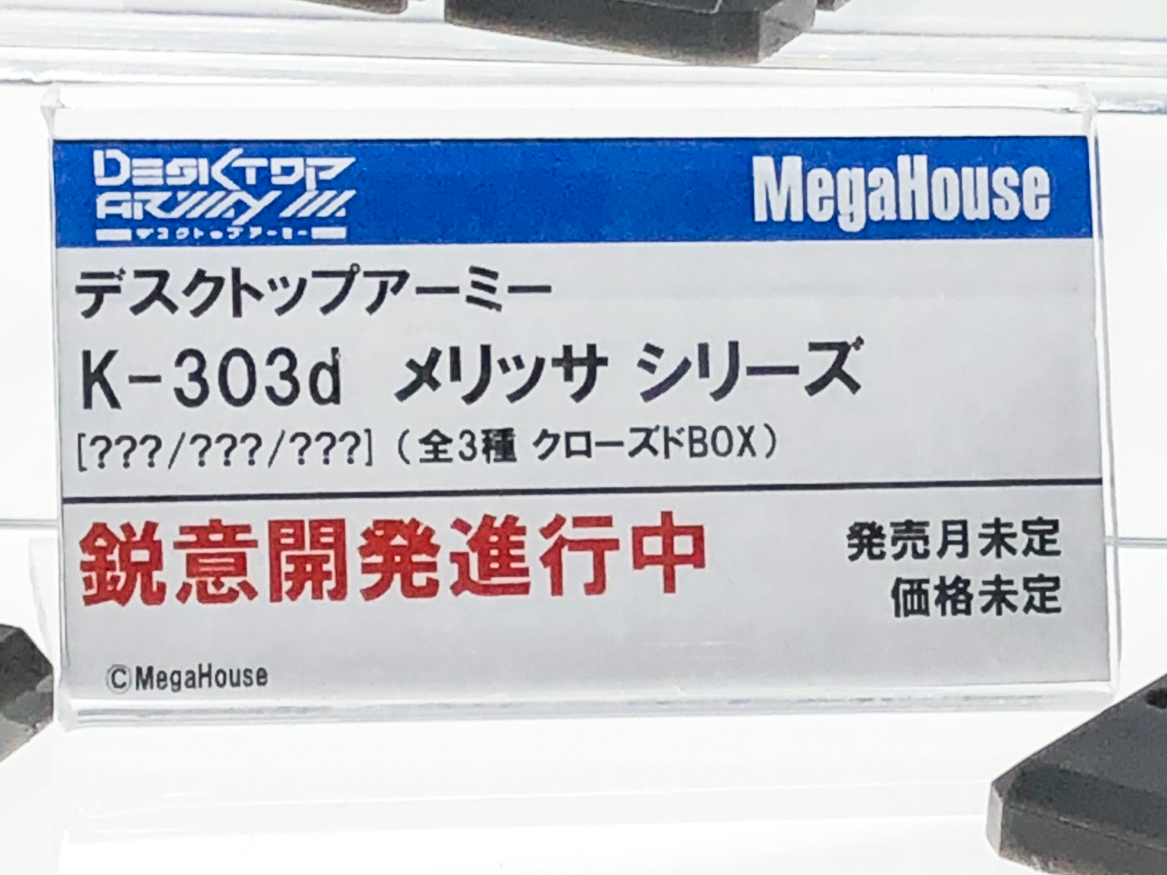 DESKTOP
ARMY
デスクトップアーミー
MegaHouse
デスクトップアーミー
K-303d メリッサ シリーズ
[???/???/???]（全3種 クローズドBOX）
鋭意開発進行中
発売月未定
価格未定
©MegaHouse